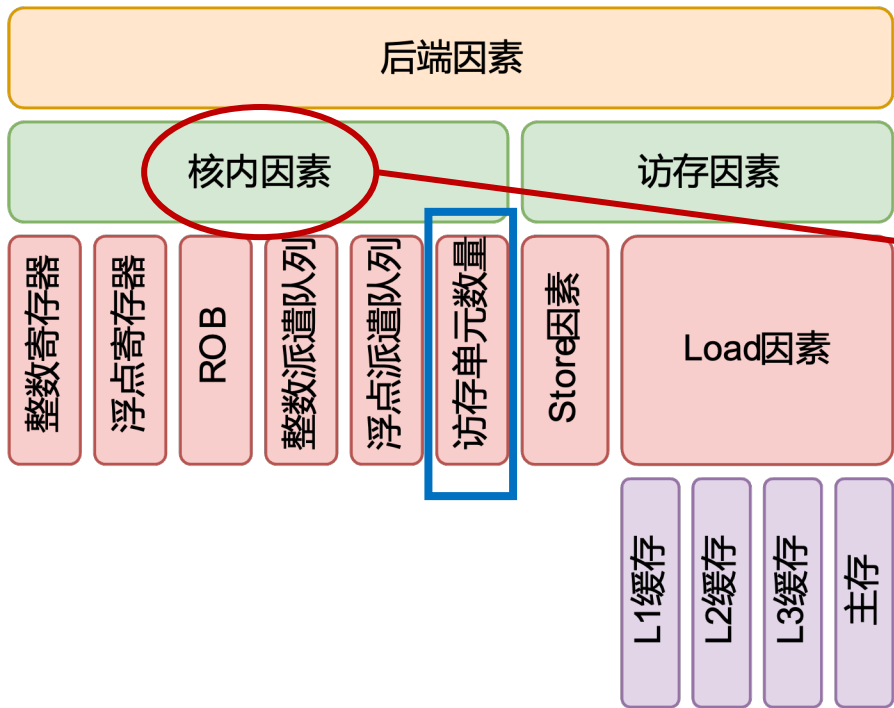 后端因素
核内因素
访存因素
整数寄存器
浮点寄存器
ROB
整数派遣队列
浮点派遣队列
访存单元数量
Store因素
Load因素
L1缓存
L2缓存
L3缓存
主存